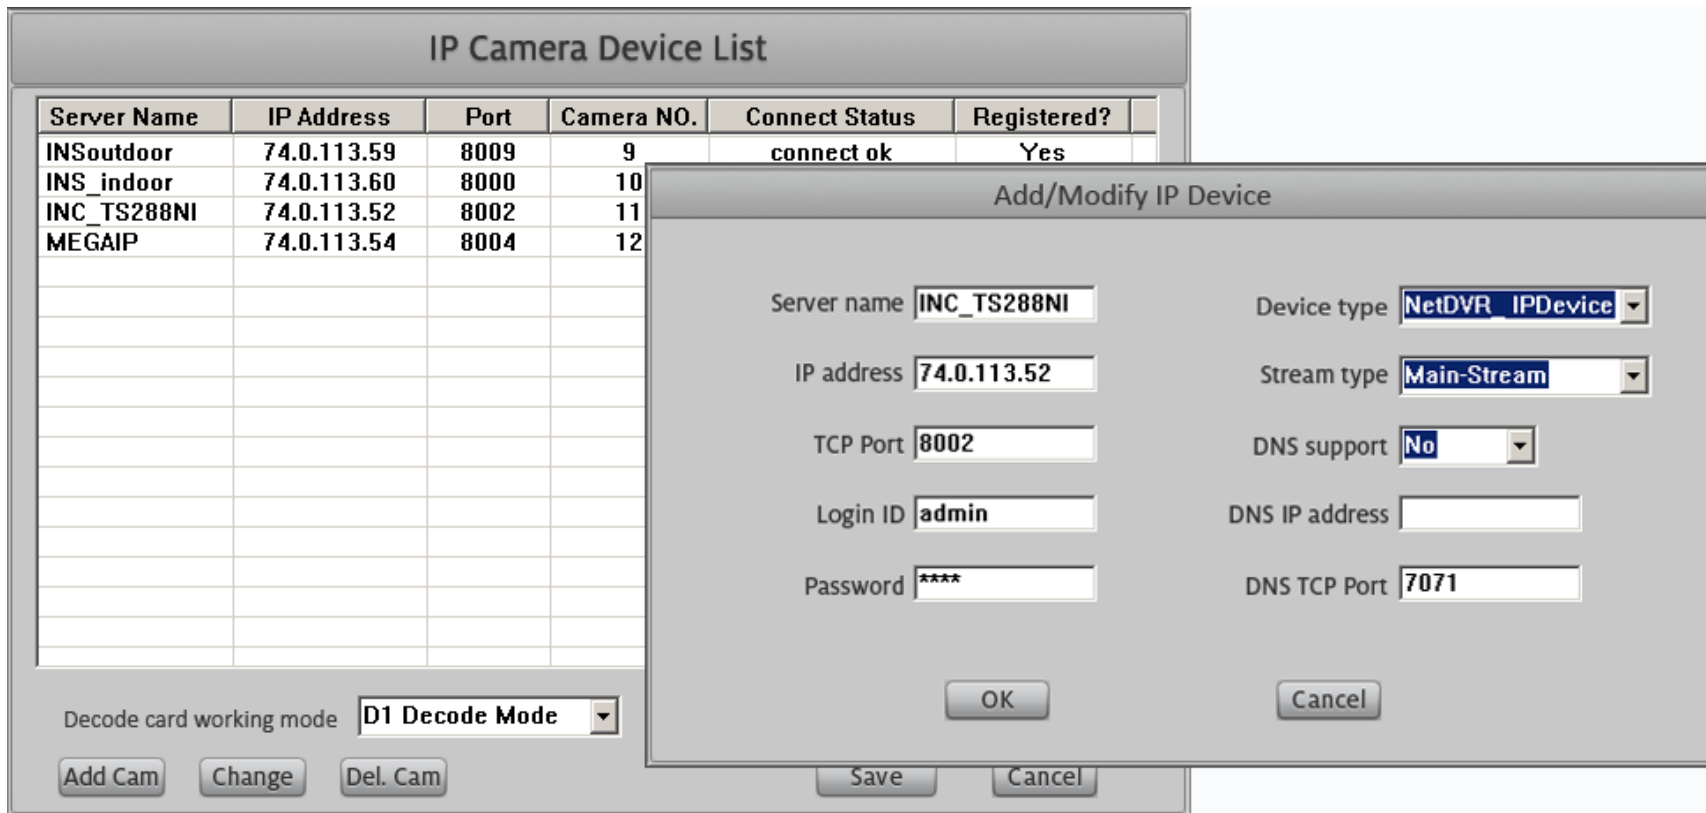 IP Camera Device List
Server Name IP Address Port Camera NO. Connect Status Registered?
INSoutdoor 74.0.113.59 8009 9 connect ok Yes
INS_indoor 74.0.113.60 8000 10
INC_TS288NI 74.0.113.52 8002 11
MEGAIP 74.0.113.54 8004 12
Add/Modify IP Device
Server name INC_TS288NI Device type NetDVR_IPDevice
IP address 74.0.113.52 Stream type Main-Stream
TCP Port 8002 DNS support No
Login ID admin DNS IP address
Password **** DNS TCP Port 7071
OK Cancel
Decode card working mode D1 Decode Mode
Add Cam Change Del. Cam Save Cancel